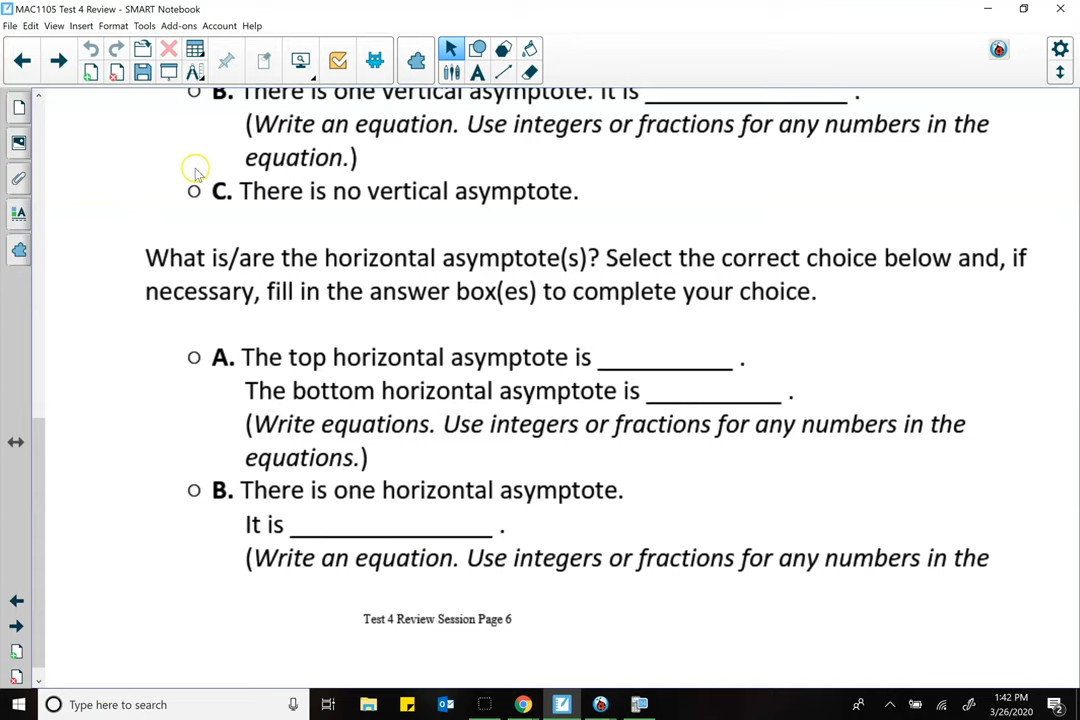 MAC1105 Test 4 Review - SMART Notebook
File Edit View Insert Format Tools Add-ons Account Help
O B. There is one vertical asymptote. It is ________________ .
(Write an equation. Use integers or fractions for any numbers in the
equation.)
O C. There is no vertical asymptote.
What is/are the horizontal asymptote(s)? Select the correct choice below and, if
necessary, fill in the answer box(es) to complete your choice.
O A. The top horizontal asymptote is ___________ .
The bottom horizontal asymptote is ___________ .
(Write equations. Use integers or fractions for any numbers in the
equations.)
O B. There is one horizontal asymptote.
It is ________________ .
(Write an equation. Use integers or fractions for any numbers in the
Test 4 Review Session Page 6
Type here to search
1:42 PM
3/26/2020
2